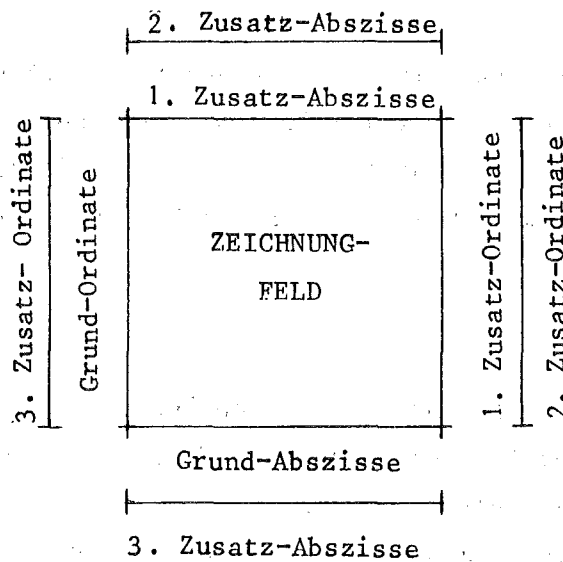 2. Zusatz-Abszisse
1. Zusatz-Abszisse
3. Zusatz- Ordinate
Grund-Ordinate
ZEICHNUNG-
FELD
1. Zusatz-Ordinate
2. Zusatz-Ordinate
Grund-Abszisse
3. Zusatz-Abszisse